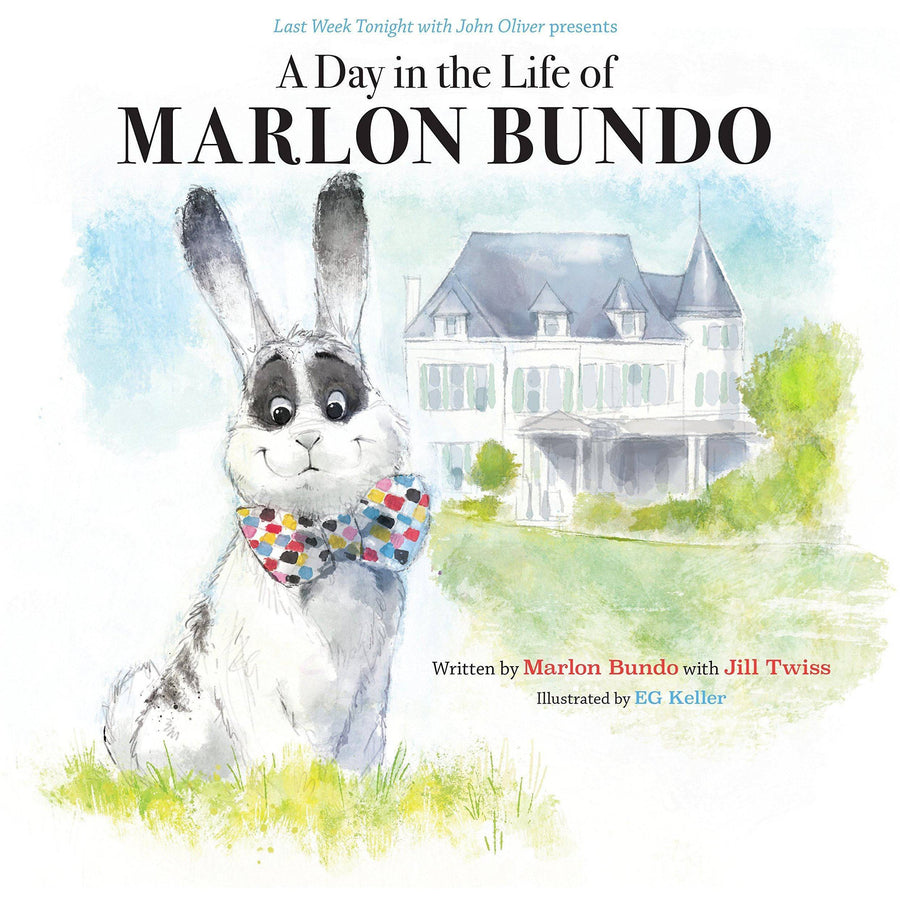 Last Week Tonight with John Oliver presents
A Day in the Life of
MARLON BUNDO
Written by Marlon Bundo with Jill Twiss
Illustrated by EG Keller